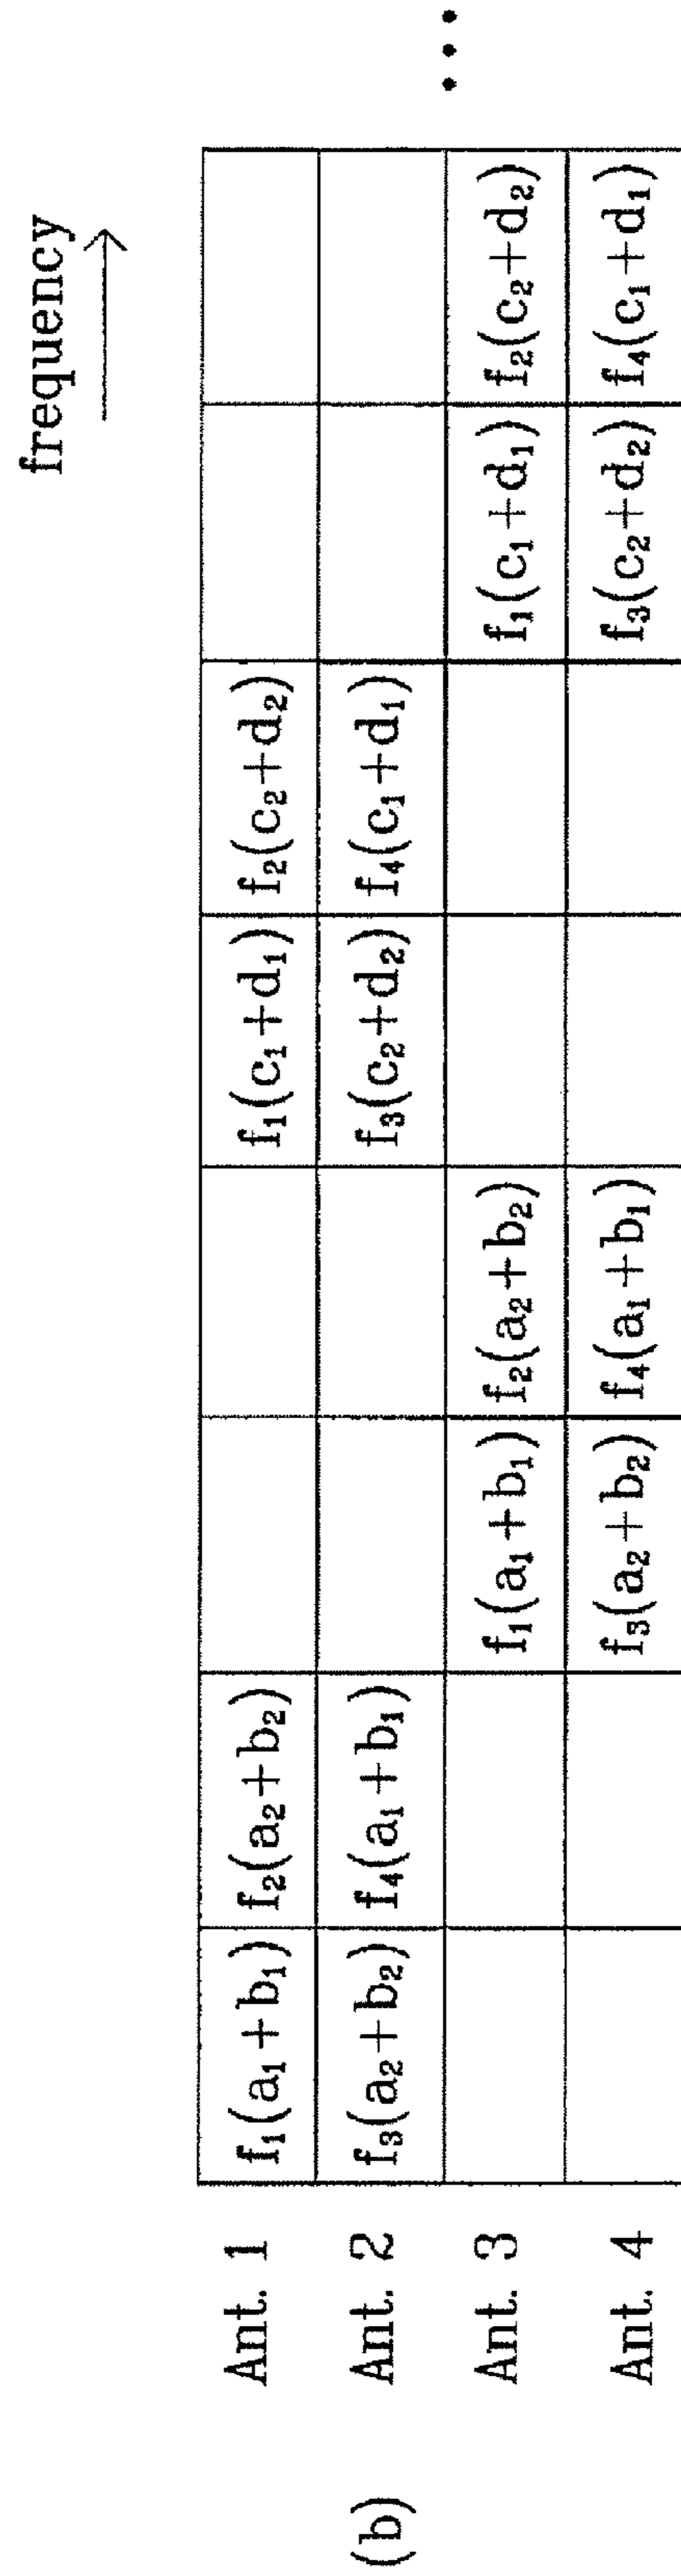 frequency
(b)
Ant. 1 f₁(a₁+b₁) f₂(a₂+b₂) f₁(c₁+d₁) f₂(c₂+d₂)
Ant. 2 f₃(a₂+b₂) f₄(a₁+b₁) f₃(c₂+d₂) f₄(c₁+d₁)
Ant. 3 f₁(a₁+b₁) f₂(a₂+b₂) f₁(c₁+d₁) f₂(c₂+d₂)
Ant. 4 f₃(a₂+b₂) f₄(a₁+b₁) f₃(c₂+d₂) f₄(c₁+d₁)